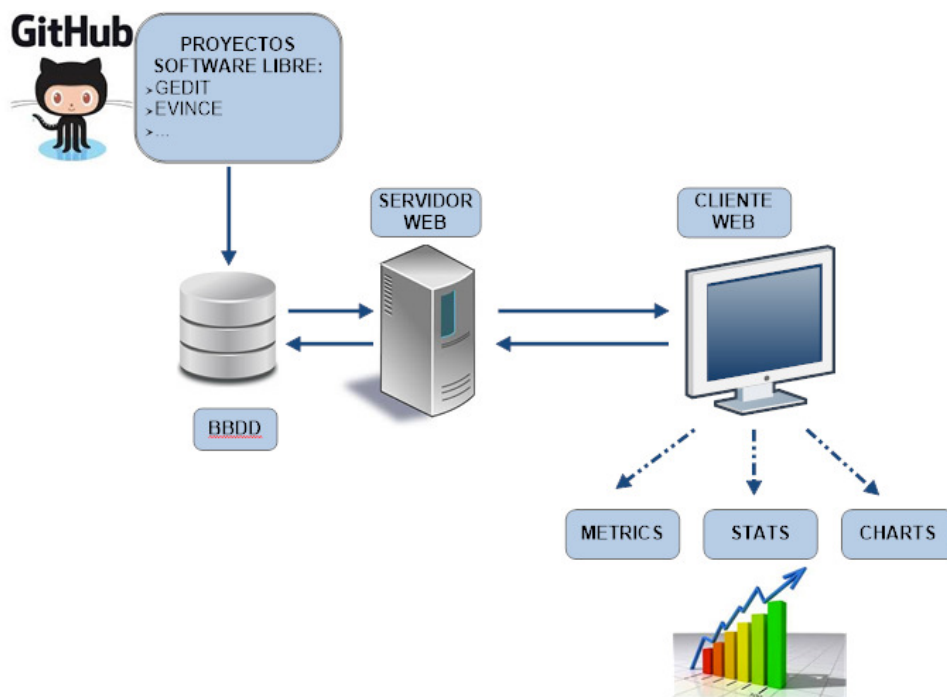 GitHub
PROYECTOS
SOFTWARE LIBRE:
➢GEDIT
➢EVINCE
➢...
SERVIDOR
WEB
CLIENTE
WEB
BBDD
METRICS
STATS
CHARTS